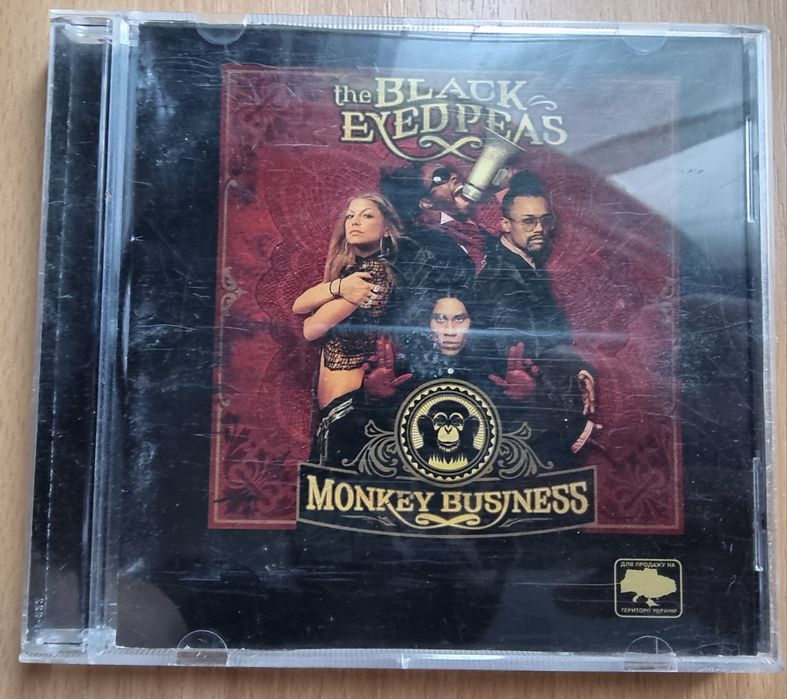 the BLACK
EYED PEAS
MONKEY BUSINESS
ДЛЯ ПРОДАЖУ НА
ТЕРИТОРІЇ УКРАЇНИ